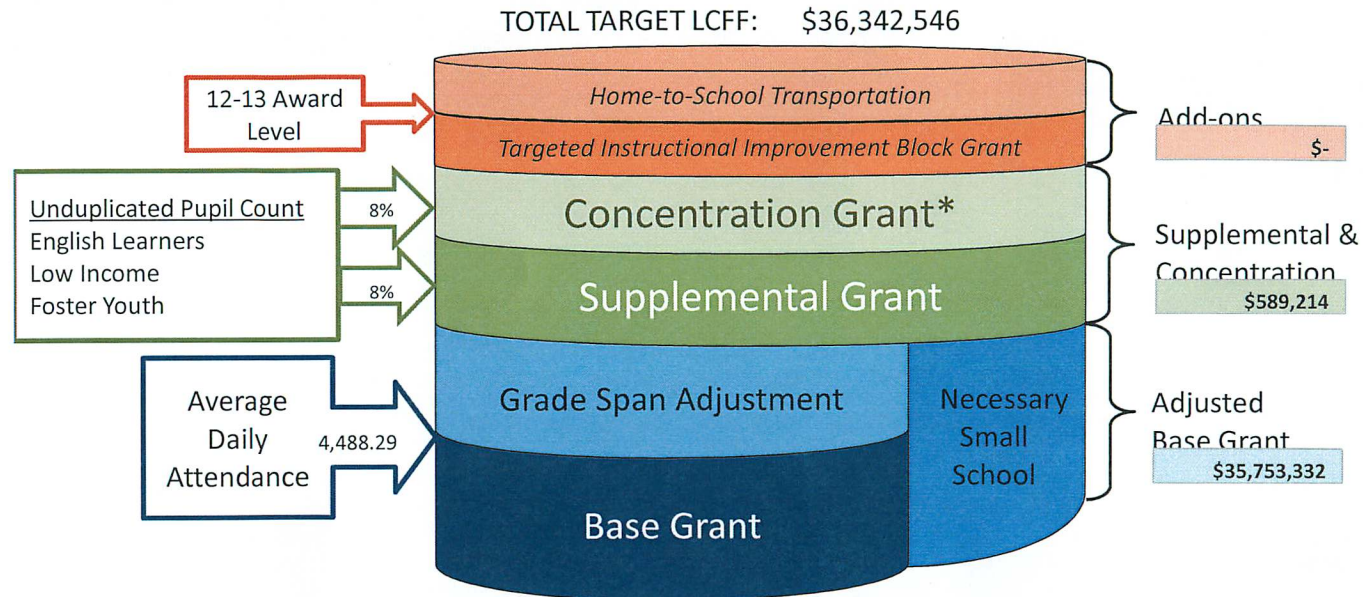 TOTAL TARGET LCFF: $36,342,546
12-13 Award
Level
Home-to-School Transportation
Targeted Instructional Improvement Block Grant
Add-ons
$-
Unduplicated Pupil Count
English Learners
Low Income
Foster Youth
8%
8%
Concentration Grant*
Supplemental Grant
Supplemental &
Concentration
$589,214
Average
Daily
Attendance
4,488.29
Grade Span Adjustment
Base Grant
Necessary
Small
School
Adjusted
Base Grant
$35,753,332